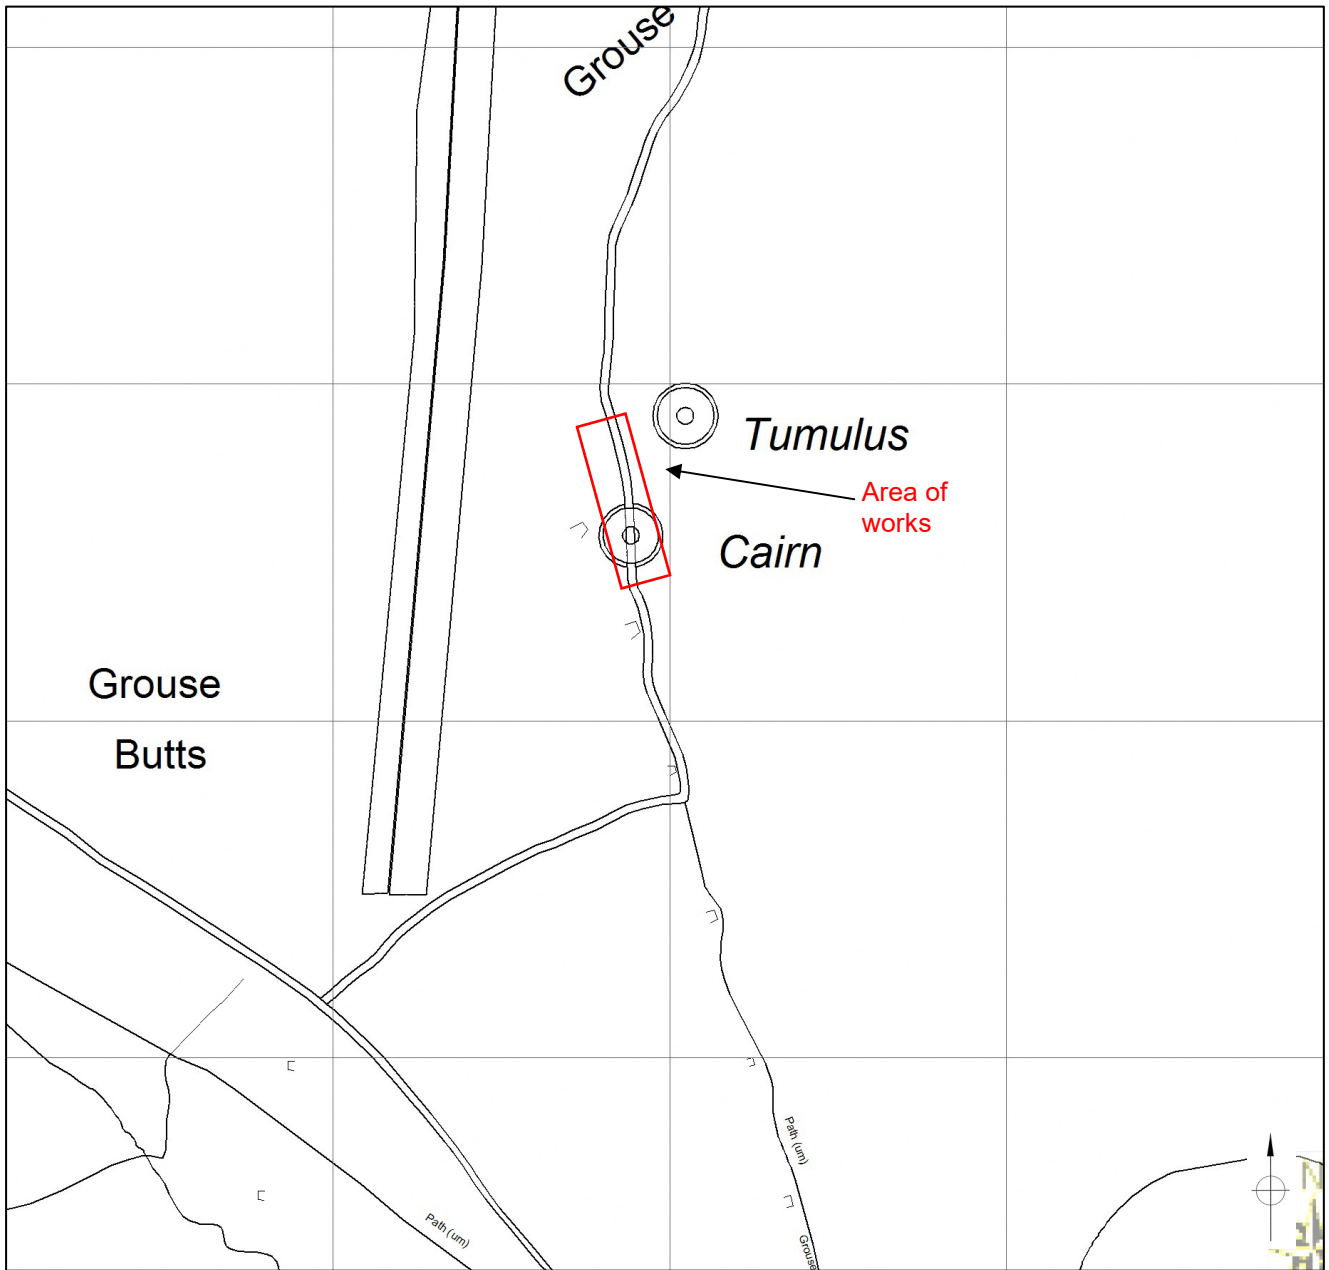 Grouse
Tumulus
Area of
works
Cairn
Grouse
Butts
Path (um)
Path (um)
Grouse